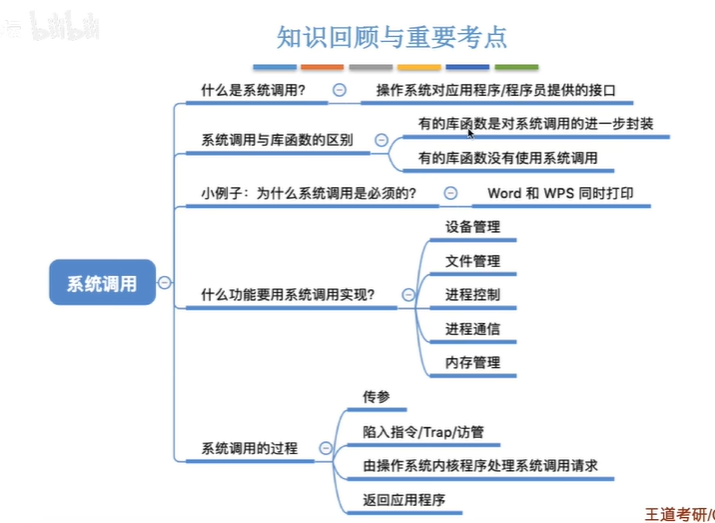 bilibili
知识回顾与重要考点
什么是系统调用？
操作系统对应用程序/程序员提供的接口
系统调用与库函数的区别
有的库函数是对系统调用的进一步封装
有的库函数没有使用系统调用
小例子：为什么系统调用是必须的？
Word 和 WPS 同时打印
系统调用
什么功能要用系统调用实现？
设备管理
文件管理
进程控制
进程通信
内存管理
系统调用的过程
传参
陷入指令/Trap/访管
由操作系统内核程序处理系统调用请求
返回应用程序
王道考研/